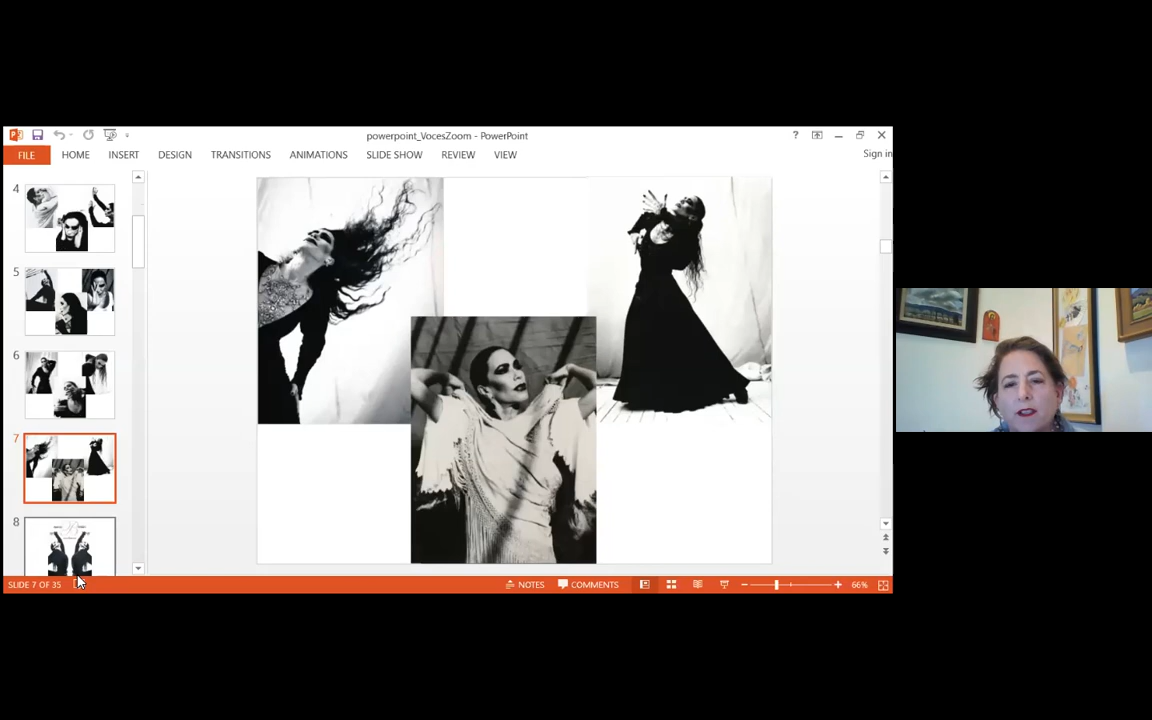 powerpoint_VocesZoom - PowerPoint
?
FILE HOME INSERT DESIGN TRANSITIONS ANIMATIONS SLIDE SHOW REVIEW VIEW Sign in
4
5
6
7
8
SLIDE 7 OF 35 NOTES COMMENTS 66%